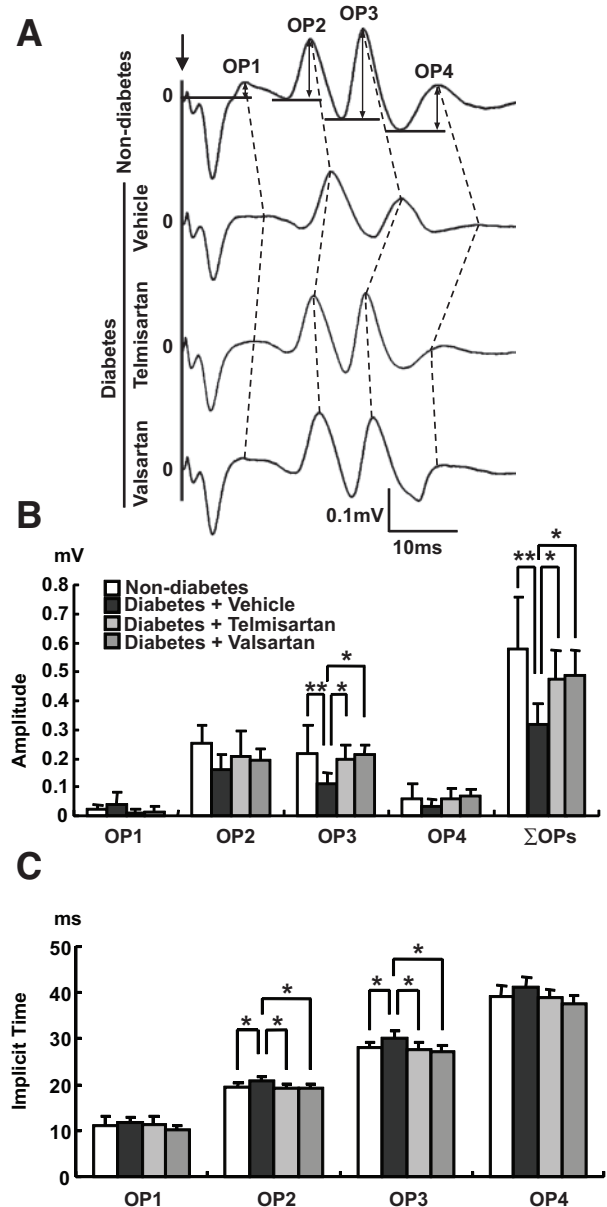 A
OP1
OP2
OP3
OP4
0
Non-diabetes
0
Vehicle
0
Telmisartan
0
Valsartan
Diabetes
0.1mV
10ms
B
mV
Non-diabetes
Diabetes + Vehicle
Diabetes + Telmisartan
Diabetes + Valsartan
Amplitude
0.8
0.7
0.6
0.5
0.4
0.3
0.2
0.1
0
** * *
** * *
OP1 OP2 OP3 OP4 ∑OPs
C
ms
Implicit Time
50
40
30
20
10
0
* * *
* * *
OP1 OP2 OP3 OP4